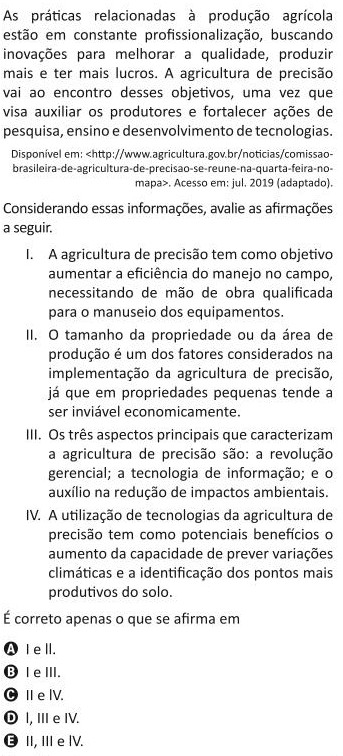 As práticas relacionadas à produção agrícola
estão em constante profissionalização, buscando
inovações para melhorar a qualidade, produzir
mais e ter mais lucros. A agricultura de precisão
vai ao encontro desses objetivos, uma vez que
visa auxiliar os produtores e fortalecer ações de
pesquisa, ensino e desenvolvimento de tecnologias.
Disponível em: <http://www.agricultura.gov.br/noticias/comissao-
brasileira-de-agricultura-de-precisao-se-reune-na-quarta-feira-no-
mapa>. Acesso em: jul. 2019 (adaptado).
Considerando essas informações, avalie as afirmações
a seguir.
I. A agricultura de precisão tem como objetivo
aumentar a eficiência do manejo no campo,
necessitando de mão de obra qualificada
para o manuseio dos equipamentos.
II. O tamanho da propriedade ou da área de
produção é um dos fatores considerados na
implementação da agricultura de precisão,
já que em propriedades pequenas tende a
ser inviável economicamente.
III. Os três aspectos principais que caracterizam
a agricultura de precisão são: a revolução
gerencial; a tecnologia de informação; e o
auxílio na redução de impactos ambientais.
IV. A utilização de tecnologias da agricultura de
precisão tem como potenciais benefícios o
aumento da capacidade de prever variações
climáticas e a identificação dos pontos mais
produtivos do solo.
É correto apenas o que se afirma em
A I e II.
B I e III.
C II e IV.
D I, III e IV.
E II, III e IV.